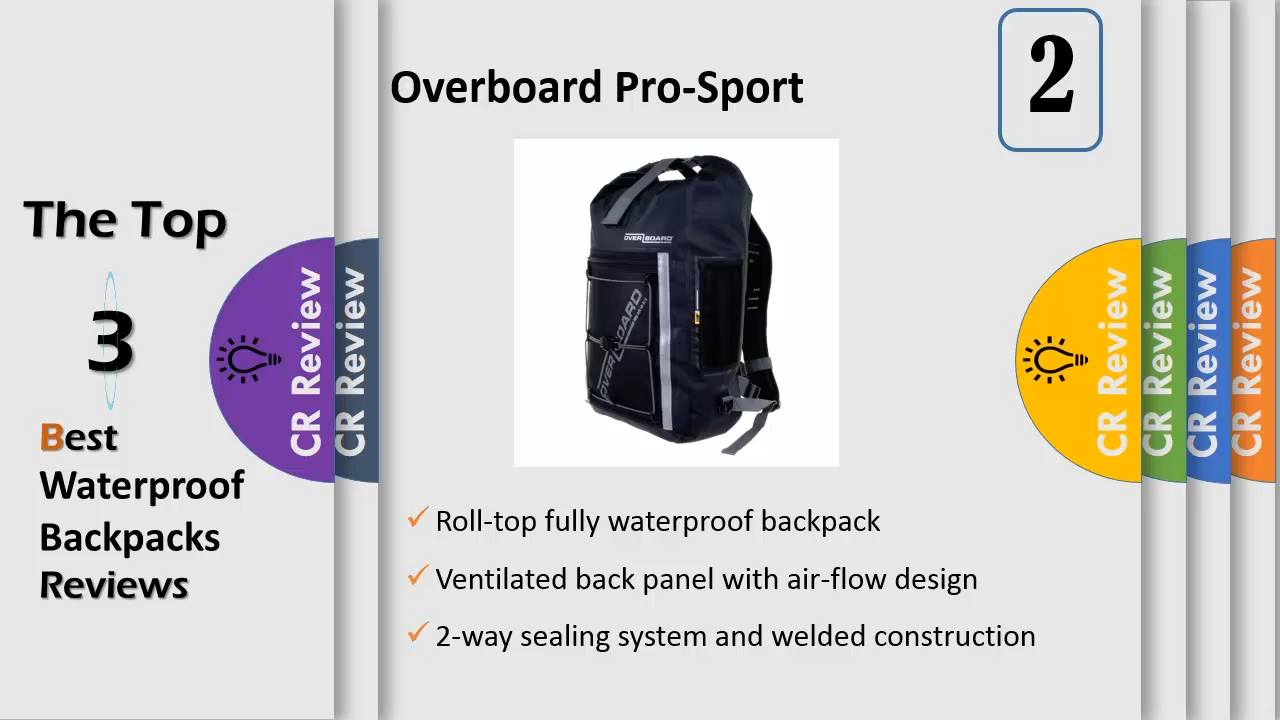 The Top
3
Best
Waterproof
Backpacks
Reviews
CR Review
CR Review
Overboard Pro-Sport
2
OVERBOARD
OVERBOARD
Roll-top fully waterproof backpack
Ventilated back panel with air-flow design
2-way sealing system and welded construction
CR Review
CR Review
CR Review
CR Review